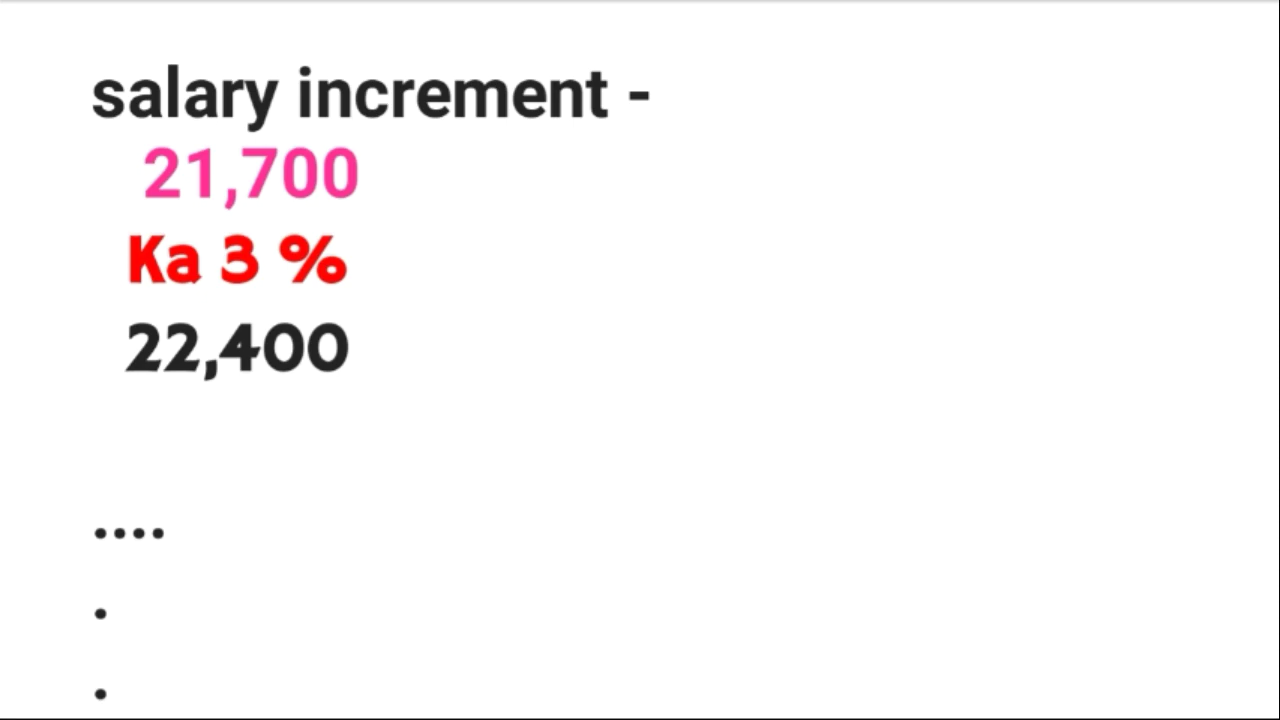 salary increment -
21,700
Ka 3 %
22,400
....
.
.